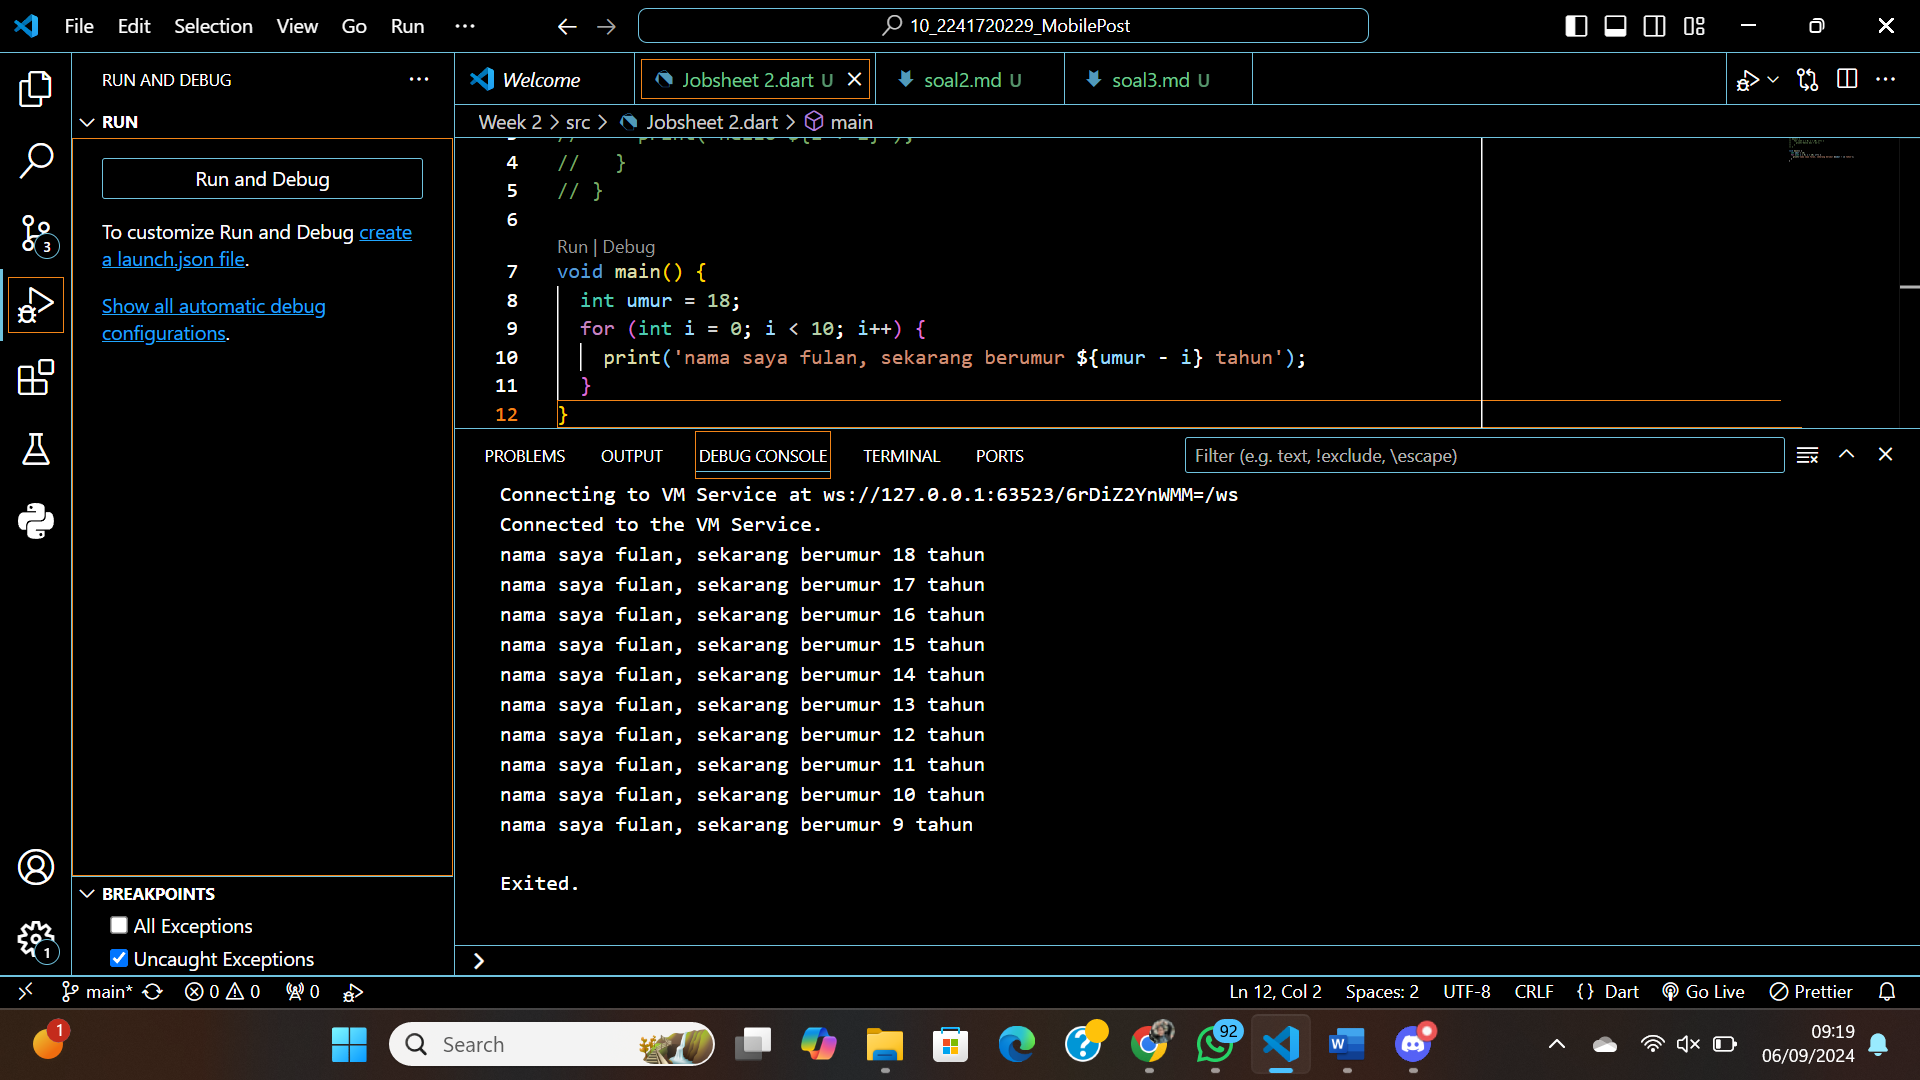 File Edit Selection View Go Run ···
10_2241720229_MobilePost
RUN AND DEBUG
RUN
Run and Debug
To customize Run and Debug create
a launch.json file.
Show all automatic debug
configurations.
3
1
BREAKPOINTS
All Exceptions
Uncaught Exceptions
Welcome
Jobsheet 2.dart U
soal2.md U
soal3.md U
Week 2 > src > Jobsheet 2.dart > main
4 //   }
5 // }
6
Run | Debug
7 void main() {
8 int umur = 18;
9 for (int i = 0; i < 10; i++) {
10 print('nama saya fulan, sekarang berumur ${umur - i} tahun');
11 }
12 }
PROBLEMS OUTPUT DEBUG CONSOLE TERMINAL PORTS
Filter (e.g. text, !exclude, \escape)
Connecting to VM Service at ws://127.0.0.1:63523/6rDiZ2YnWMM=/ws
Connected to the VM Service.
nama saya fulan, sekarang berumur 18 tahun
nama saya fulan, sekarang berumur 17 tahun
nama saya fulan, sekarang berumur 16 tahun
nama saya fulan, sekarang berumur 15 tahun
nama saya fulan, sekarang berumur 14 tahun
nama saya fulan, sekarang berumur 13 tahun
nama saya fulan, sekarang berumur 12 tahun
nama saya fulan, sekarang berumur 11 tahun
nama saya fulan, sekarang berumur 10 tahun
nama saya fulan, sekarang berumur 9 tahun
Exited.
main* 0 0 0
Ln 12, Col 2 Spaces: 2 UTF-8 CRLF {} Dart Go Live Prettier
1
Search
92
09:19
06/09/2024